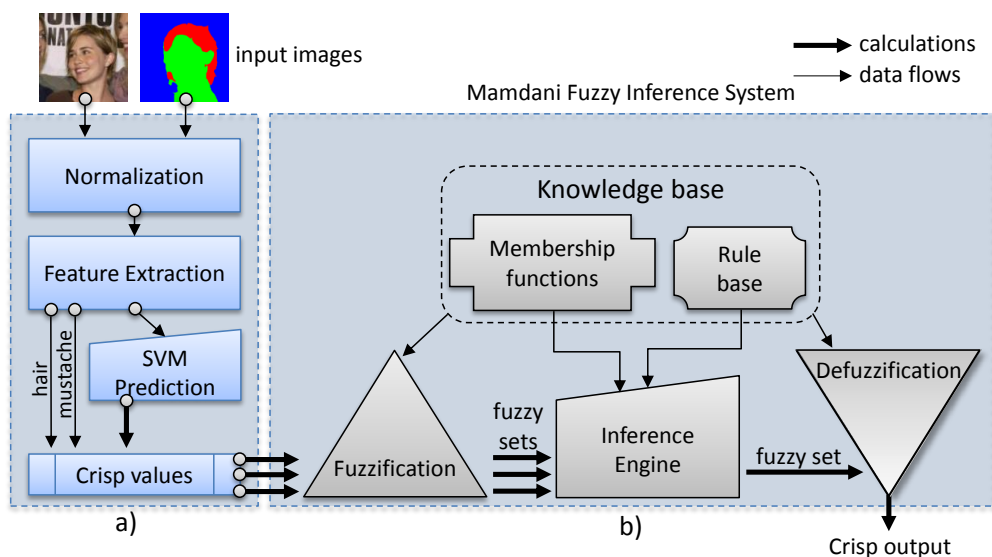 input images
calculations
data flows
Mamdani Fuzzy Inference System
Normalization
Feature Extraction
hair
mustache
SVM
Prediction
Crisp values
a)
Knowledge base
Membership
functions
Rule
base
Fuzzification
fuzzy
sets
Inference
Engine
fuzzy set
Defuzzification
b)
Crisp output